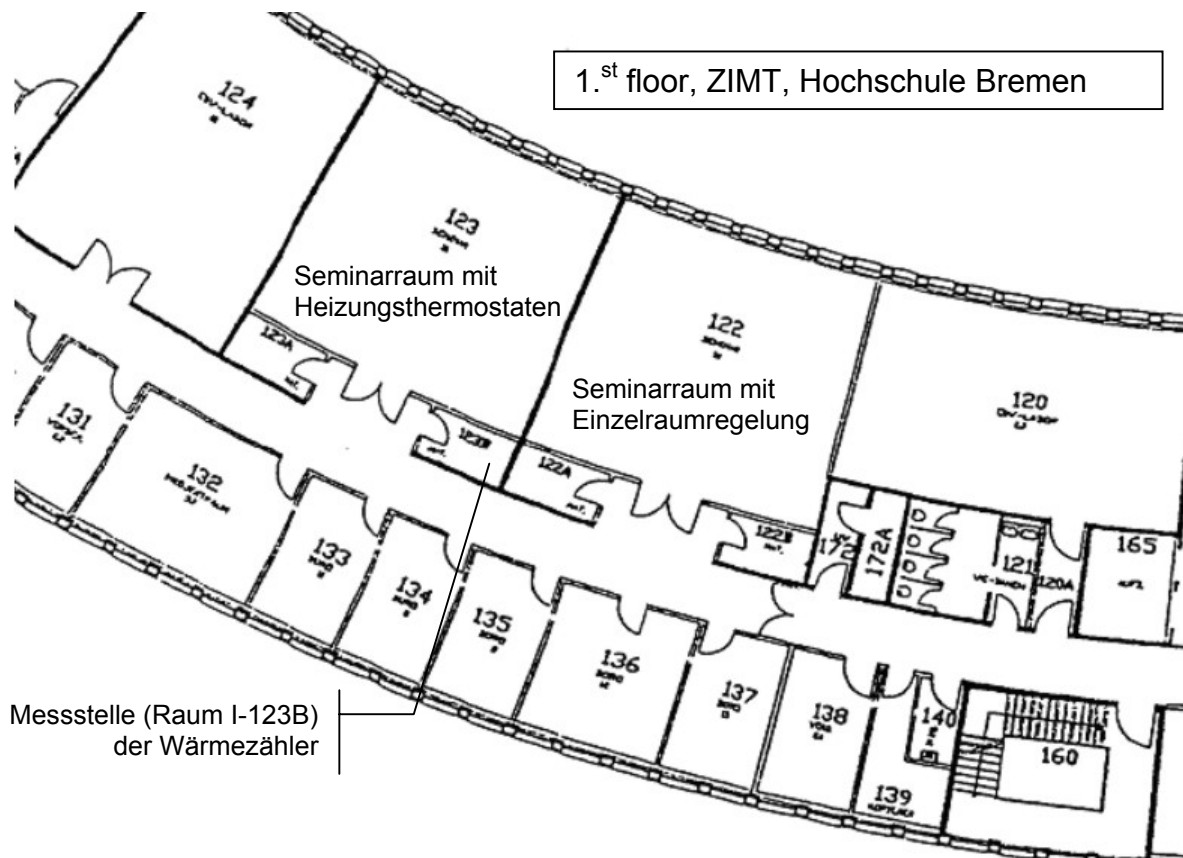 1.st floor, ZIMT, Hochschule Bremen
124
123
Seminarraum mit
Heizungsthermostaten
123A
122
Seminarraum mit
Einzelraumregelung
120
123B
122A
122B
172
172A
121
120A
165
131
132
133
134
135
136
137
138
139
140
160
Messstelle (Raum I-123B)
der Wärmezähler